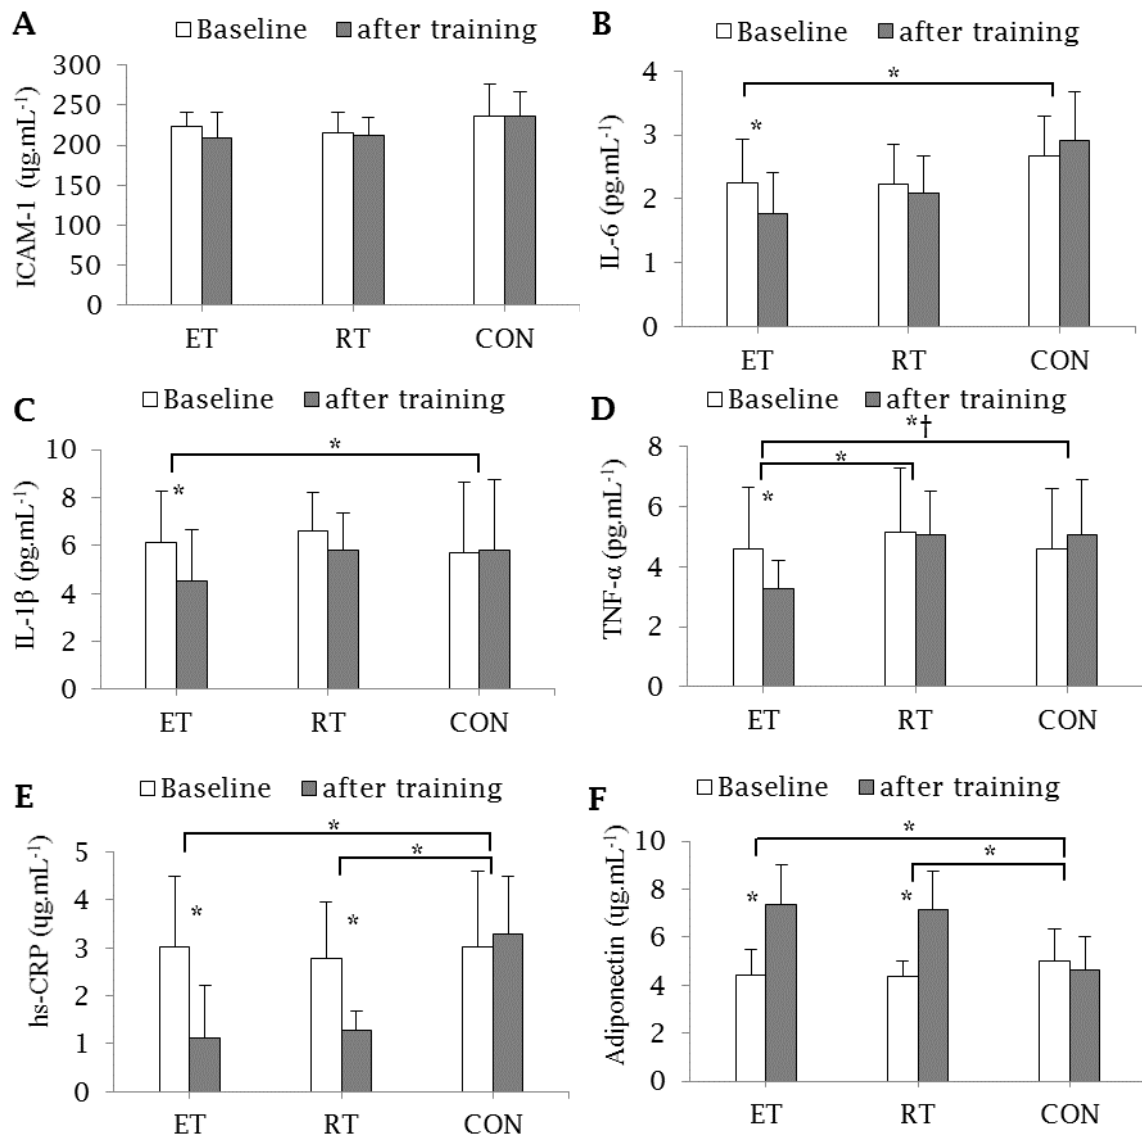 A
□ Baseline ■ after training
300
250
200
150
100
50
0
ICAM-1 (ɥg.mL⁻¹)
ET RT CON
B
□ Baseline ■ after training
4
3
2
1
0
IL-6 (pg.mL⁻¹)
*
*
ET RT CON
C
□ Baseline ■ after training
10
8
6
4
2
0
IL-1β (pg.mL⁻¹)
*
*
ET RT CON
D
□ Baseline ■ after training
8
6
4
2
0
TNF-α (pg.mL⁻¹)
*†
*
*
ET RT CON
E
□ Baseline ■ after training
5
4
3
2
1
0
hs-CRP (ɥg.mL⁻¹)
*
*
*
*
ET RT CON
F
□ Baseline ■ after training
10
8
6
4
2
0
Adiponectin (ɥg.mL⁻¹)
*
*
*
*
ET RT CON